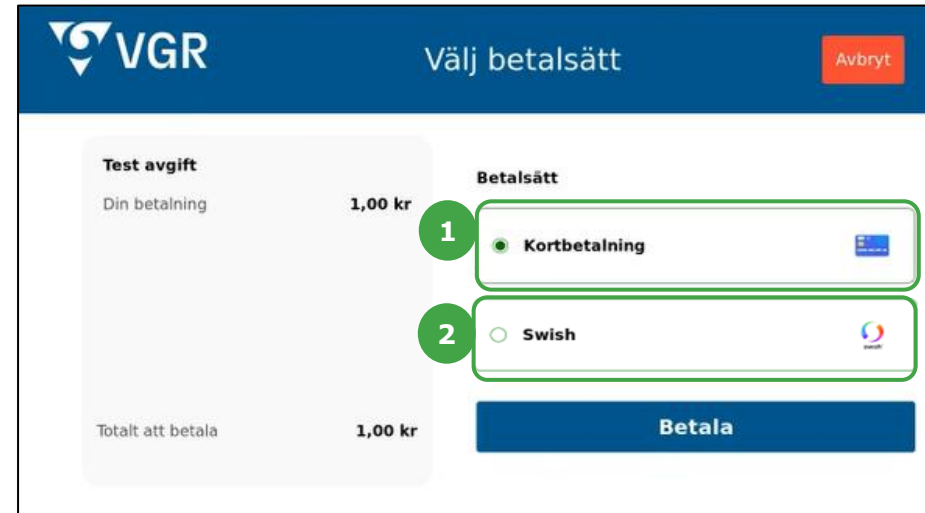 VGR
Välj betalsätt
Avbryt
Test avgift
Din betalning 1,00 kr
Totalt att betala 1,00 kr
Betalsätt
1
Kortbetalning
2
Swish
Betala